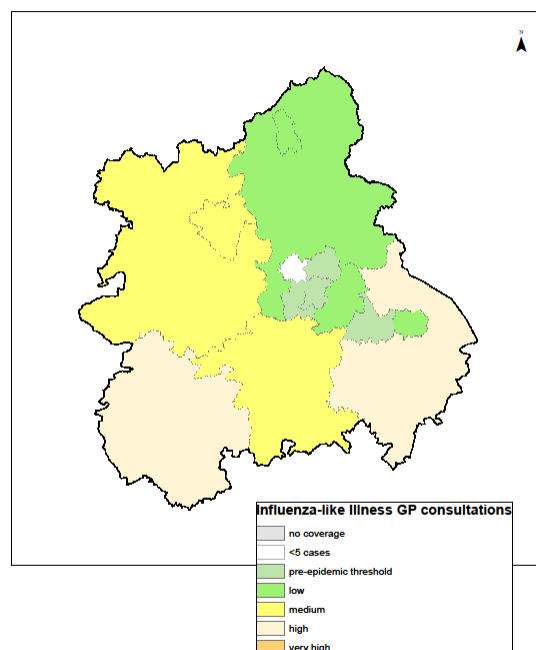 N
Influenza-like Illness GP consultations
no coverage
<5 cases
pre-epidemic threshold
low
medium
high
very high